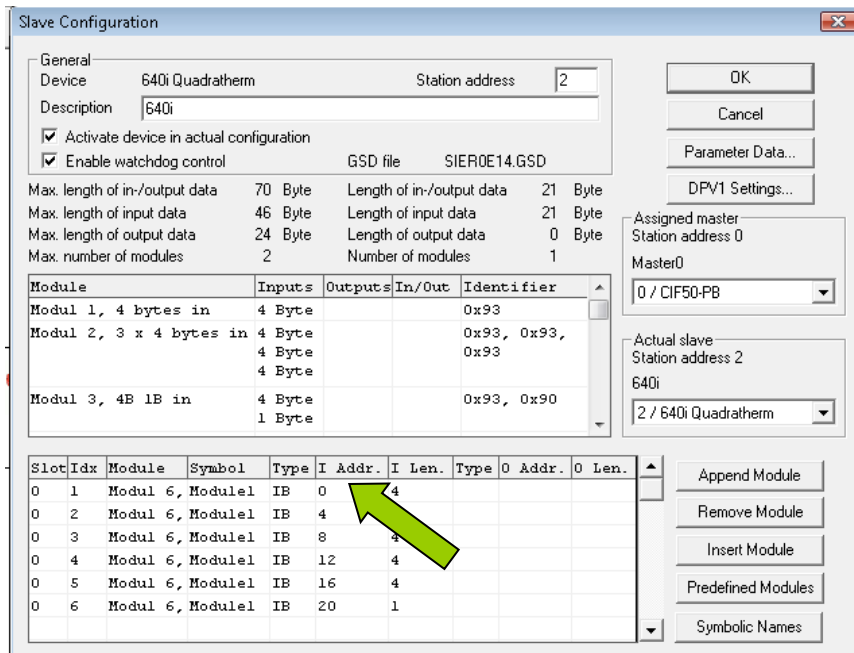 Slave Configuration
General
Device 640i Quadratherm Station address 2
Description 640i
Activate device in actual configuration
Enable watchdog control GSD file SIER0E14.GSD
Max. length of in-/output data 70 Byte Length of in-/output data 21 Byte
Max. length of input data 46 Byte Length of input data 21 Byte
Max. length of output data 24 Byte Length of output data 0 Byte
Max. number of modules 2 Number of modules 1
OK
Cancel
Parameter Data...
DPV1 Settings...
Assigned master
Station address 0
Master0
0 / CIF50-PB
Actual slave
Station address 2
640i
2 / 640i Quadratherm
Module Inputs Outputs In/Out Identifier
Modul 1, 4 bytes in 4 Byte 0x93
Modul 2, 3 x 4 bytes in 4 Byte 0x93, 0x93,
4 Byte 0x93
4 Byte
Modul 3, 4B 1B in 4 Byte 0x93, 0x90
1 Byte
Slot Idx Module Symbol Type I Addr. I Len. Type O Addr. O Len.
0 1 Modul 6, Module1 IB 0 4
0 2 Modul 6, Module1 IB 4
0 3 Modul 6, Module1 IB 8 4
0 4 Modul 6, Module1 IB 12 4
0 5 Modul 6, Module1 IB 16 4
0 6 Modul 6, Module1 IB 20 1
Append Module
Remove Module
Insert Module
Predefined Modules
Symbolic Names